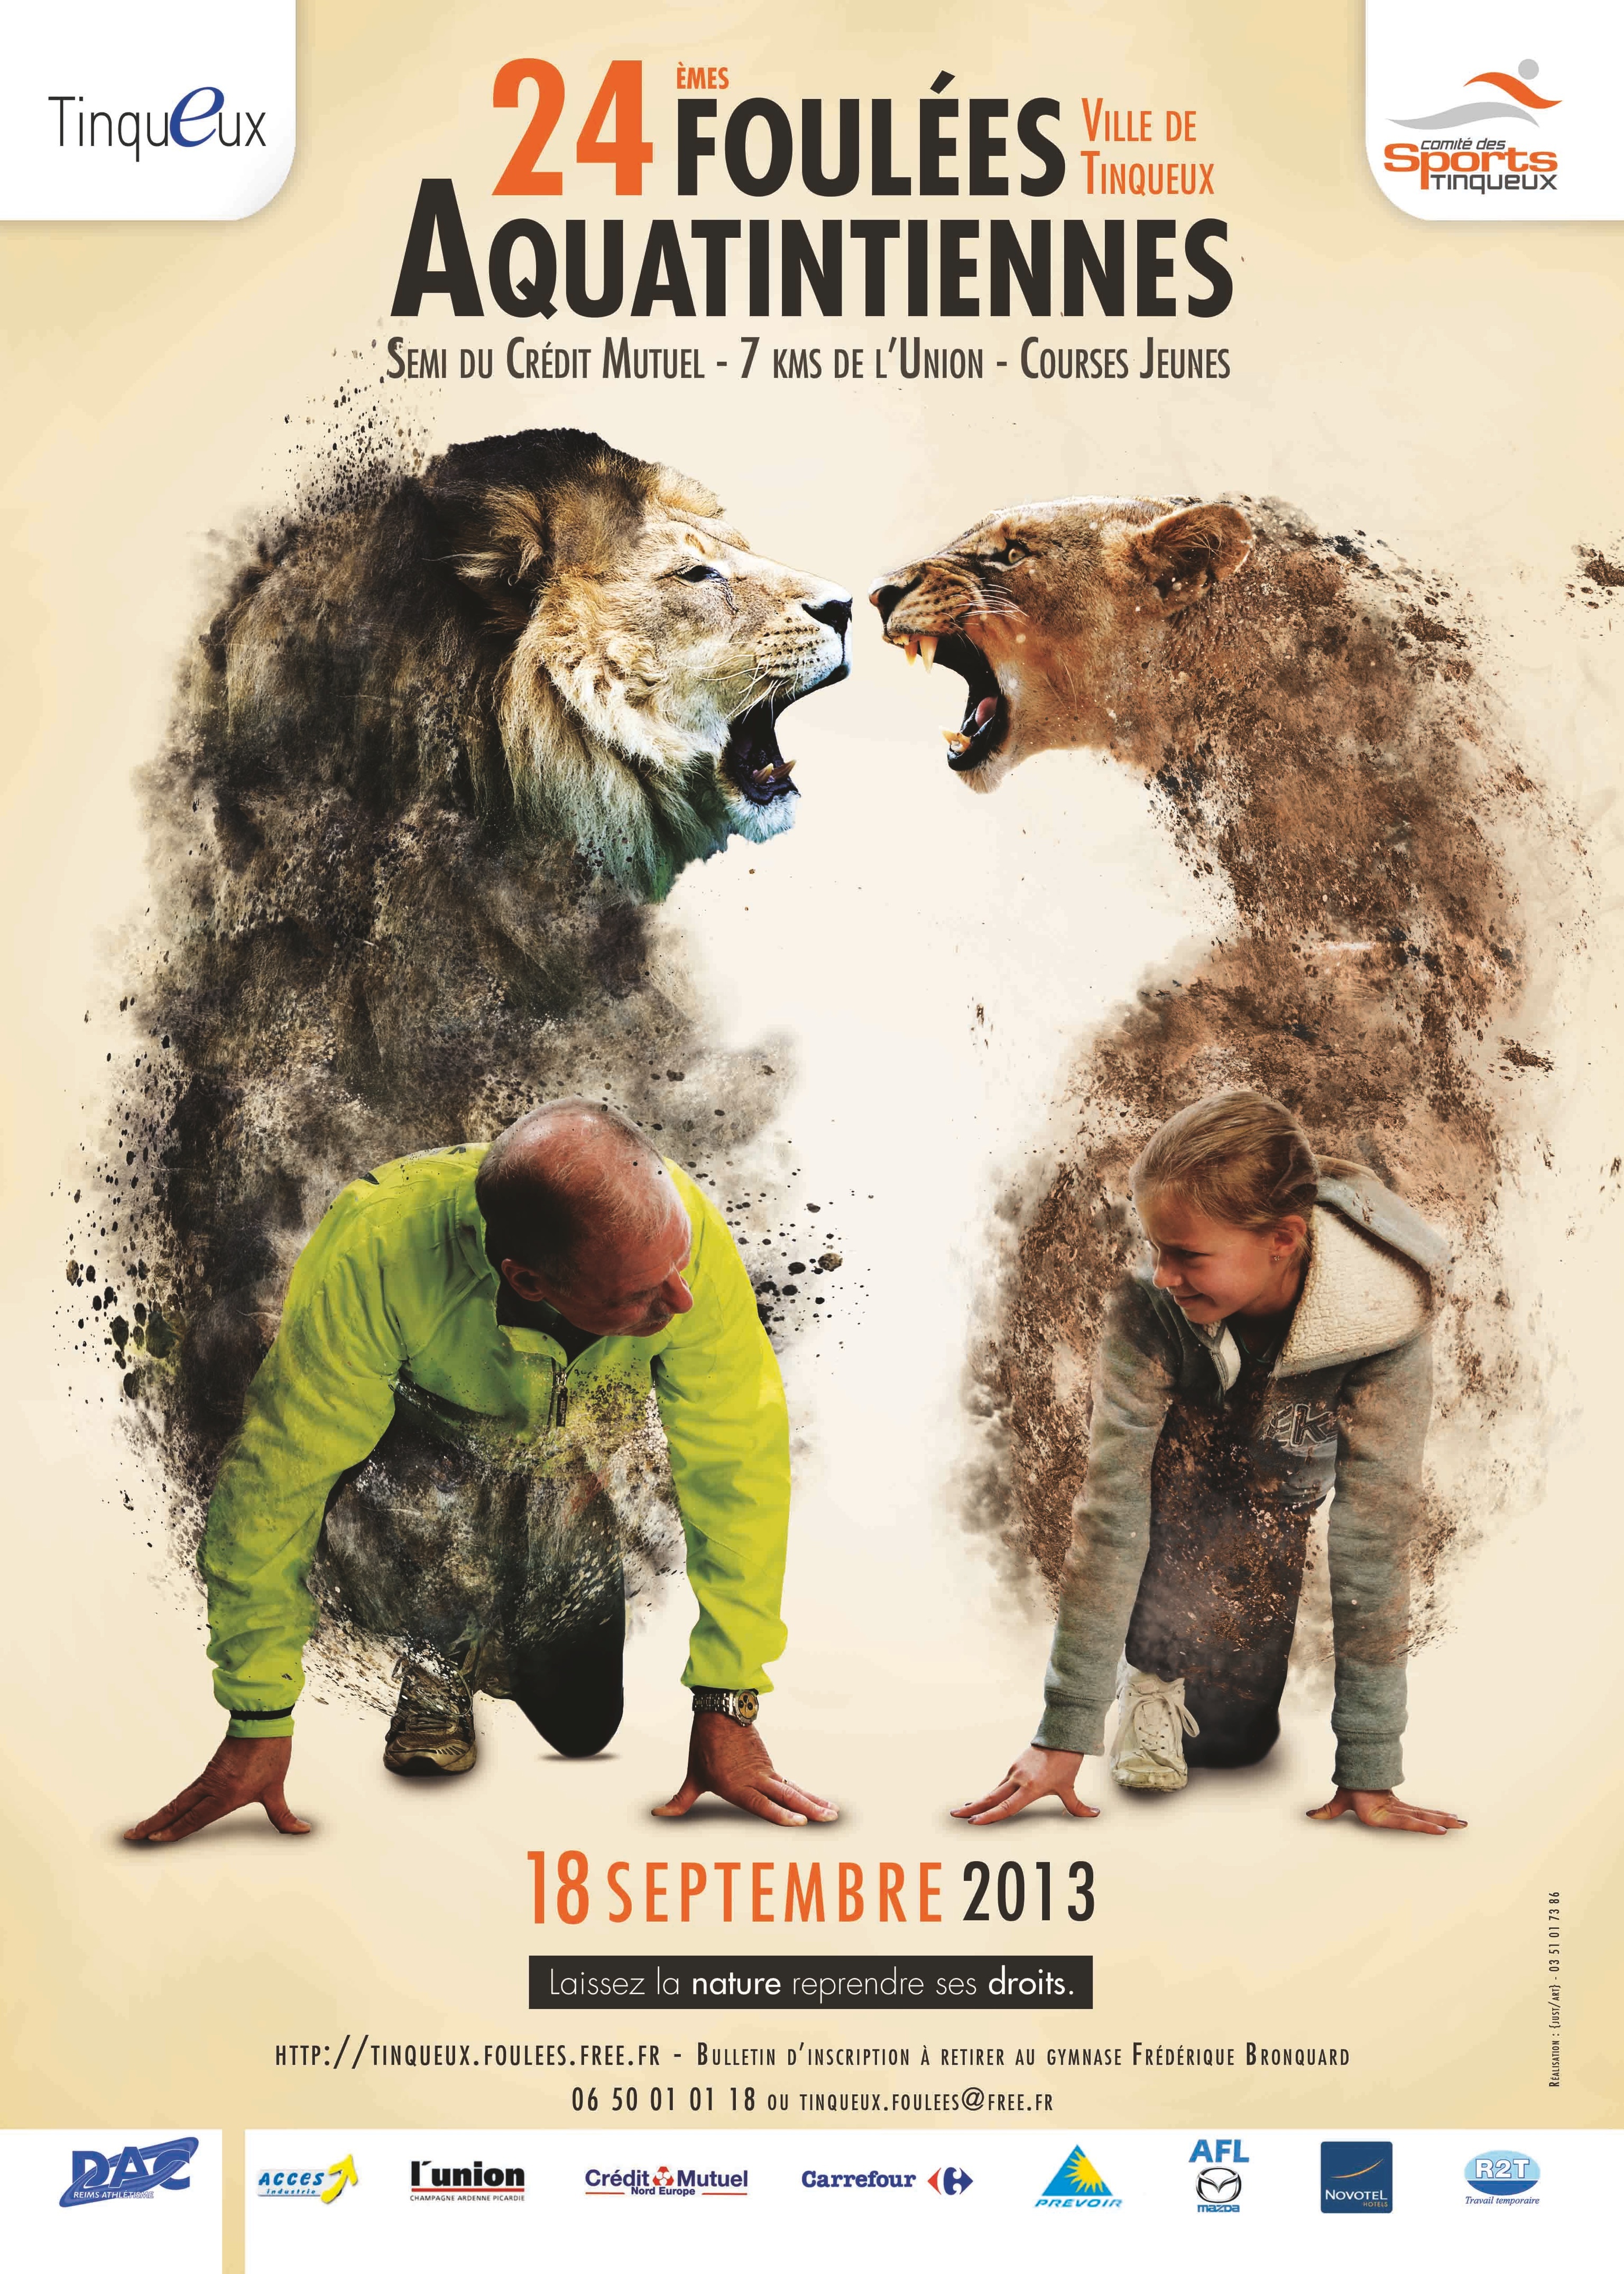 Tinqueux
24 ÈMES
FOULÉES
VILLE DE
TINQUEUX
AQUATINTIENNES
SEMI DU CRÉDIT MUTUEL - 7 KMS DE L'UNION - COURSES JEUNES
comité des
Sports
TINQUEUX
18 SEPTEMBRE 2013
Laissez la nature reprendre ses droits.
HTTP://TINQUEUX.FOULEES.FREE.FR - BULLETIN D'INSCRIPTION À RETIRER AU GYMNASE FRÉDÉRIQUE BRONQUARD
06 50 01 01 18 OU TINQUEUX.FOULEES@FREE.FR
RÉALISATION : {JUST/ART} - 03 51 01 73 86
DAC
REIMS ATHLÉTISME
ACCES
Industrie
l'union
CHAMPAGNE ARDENNE PICARDIE
Crédit Mutuel
Nord Europe
Carrefour
PREVOIR
AFL
mazda
NOVOTEL
HOTELS
R2T
Travail temporaire